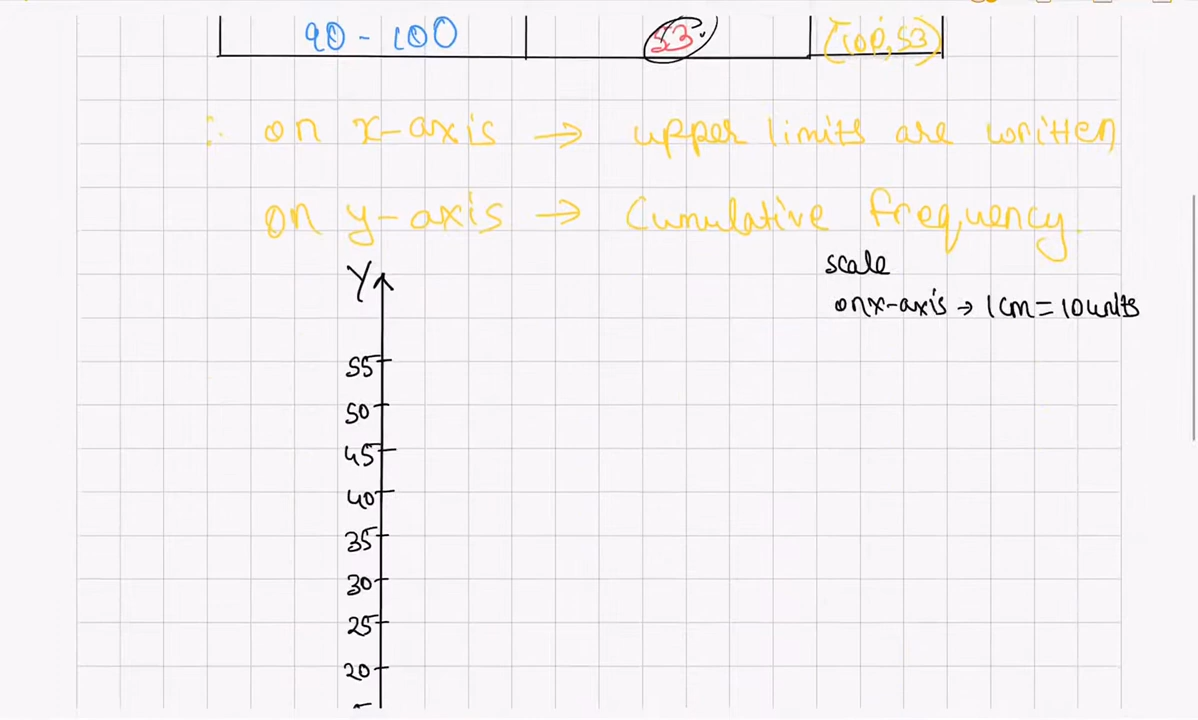 90 - 100 53 (100, 53)
∴ on x-axis → upper limits are written
on y-axis → Cumulative frequency.
Y
scale
on x-axis → 1cm = 10 units
55
50
45
40
35
30
25
20